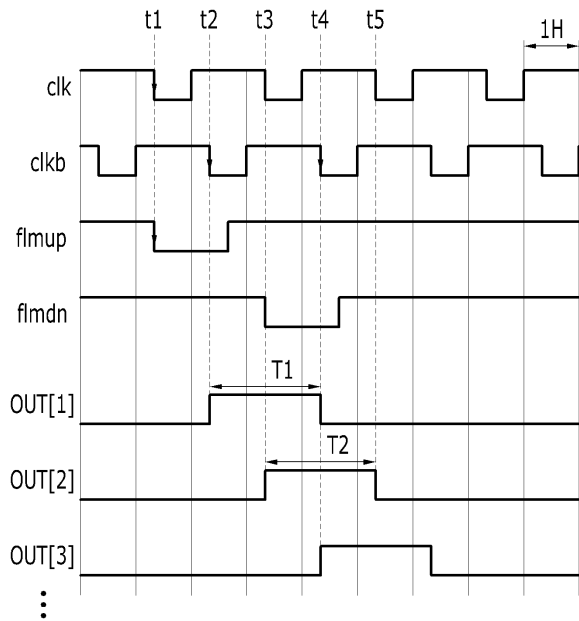 t1 t2 t3 t4 t5
1H
clk
clkb
flmup
flmdn
T1
OUT[1]
T2
OUT[2]
OUT[3]